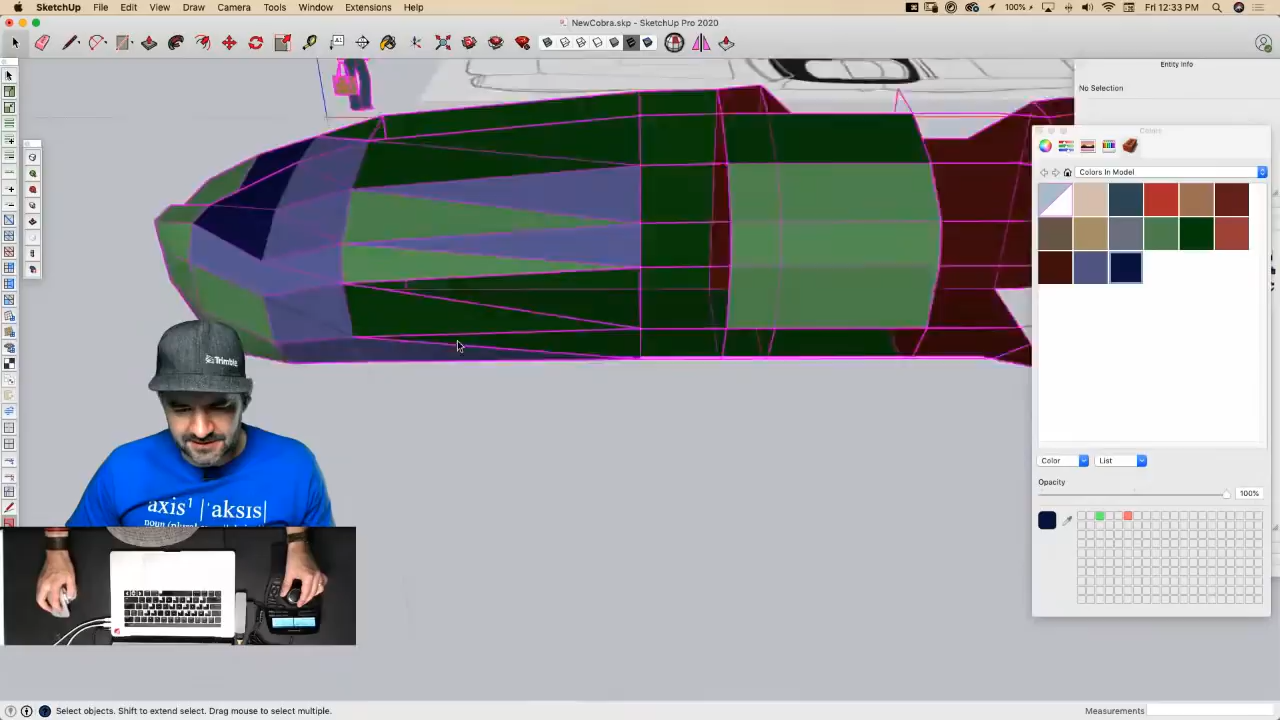 SketchUp File Edit View Draw Camera Tools Window Extensions Help
100% Fri 12:33 PM
NewCobra.skp - SketchUp Pro 2020
Entity Info
No Selection
Colors
Colors In Model
Color List
Opacity
100%
Trimble
axis¹ |ˈaksɪs|
Select objects. Shift to extend select. Drag mouse to select multiple.
Measurements